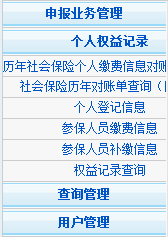 申报业务管理
个人权益记录
历年社会保险个人缴费信息对账
社会保险历年对账单查询（
个人登记信息
参保人员缴费信息
参保人员补缴信息
权益记录查询
查询管理
用户管理